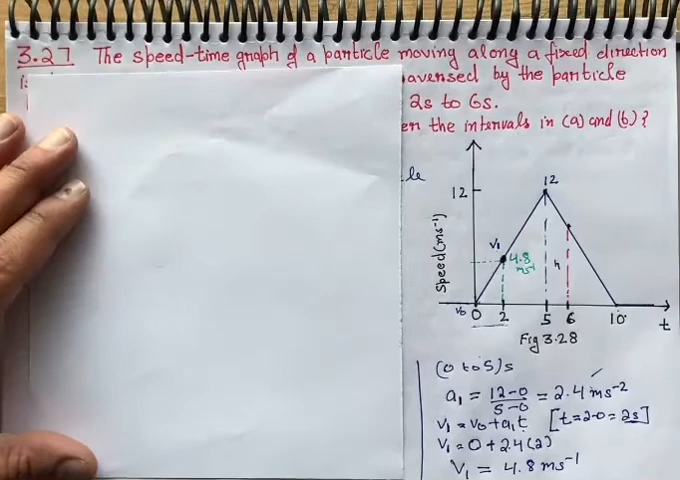 3.27 The speed-time graph of a particle moving along a fixed direction
aversed by the particle
2s to 6s.
en the intervals in (a) and (b)?
le
12
12
Speed(ms⁻¹)
V₁
4.8
ms⁻¹
h
V₀ 0 2 5 6 10 t
Fig 3.28
(0 to 5)s
a₁ = 12-0/5-0 = 2.4 ms⁻²
V₁ = V₀ + a₁t [t=2-0=2s]
V₁ = 0 + 2.4(2)
V₁ = 4.8 ms⁻¹